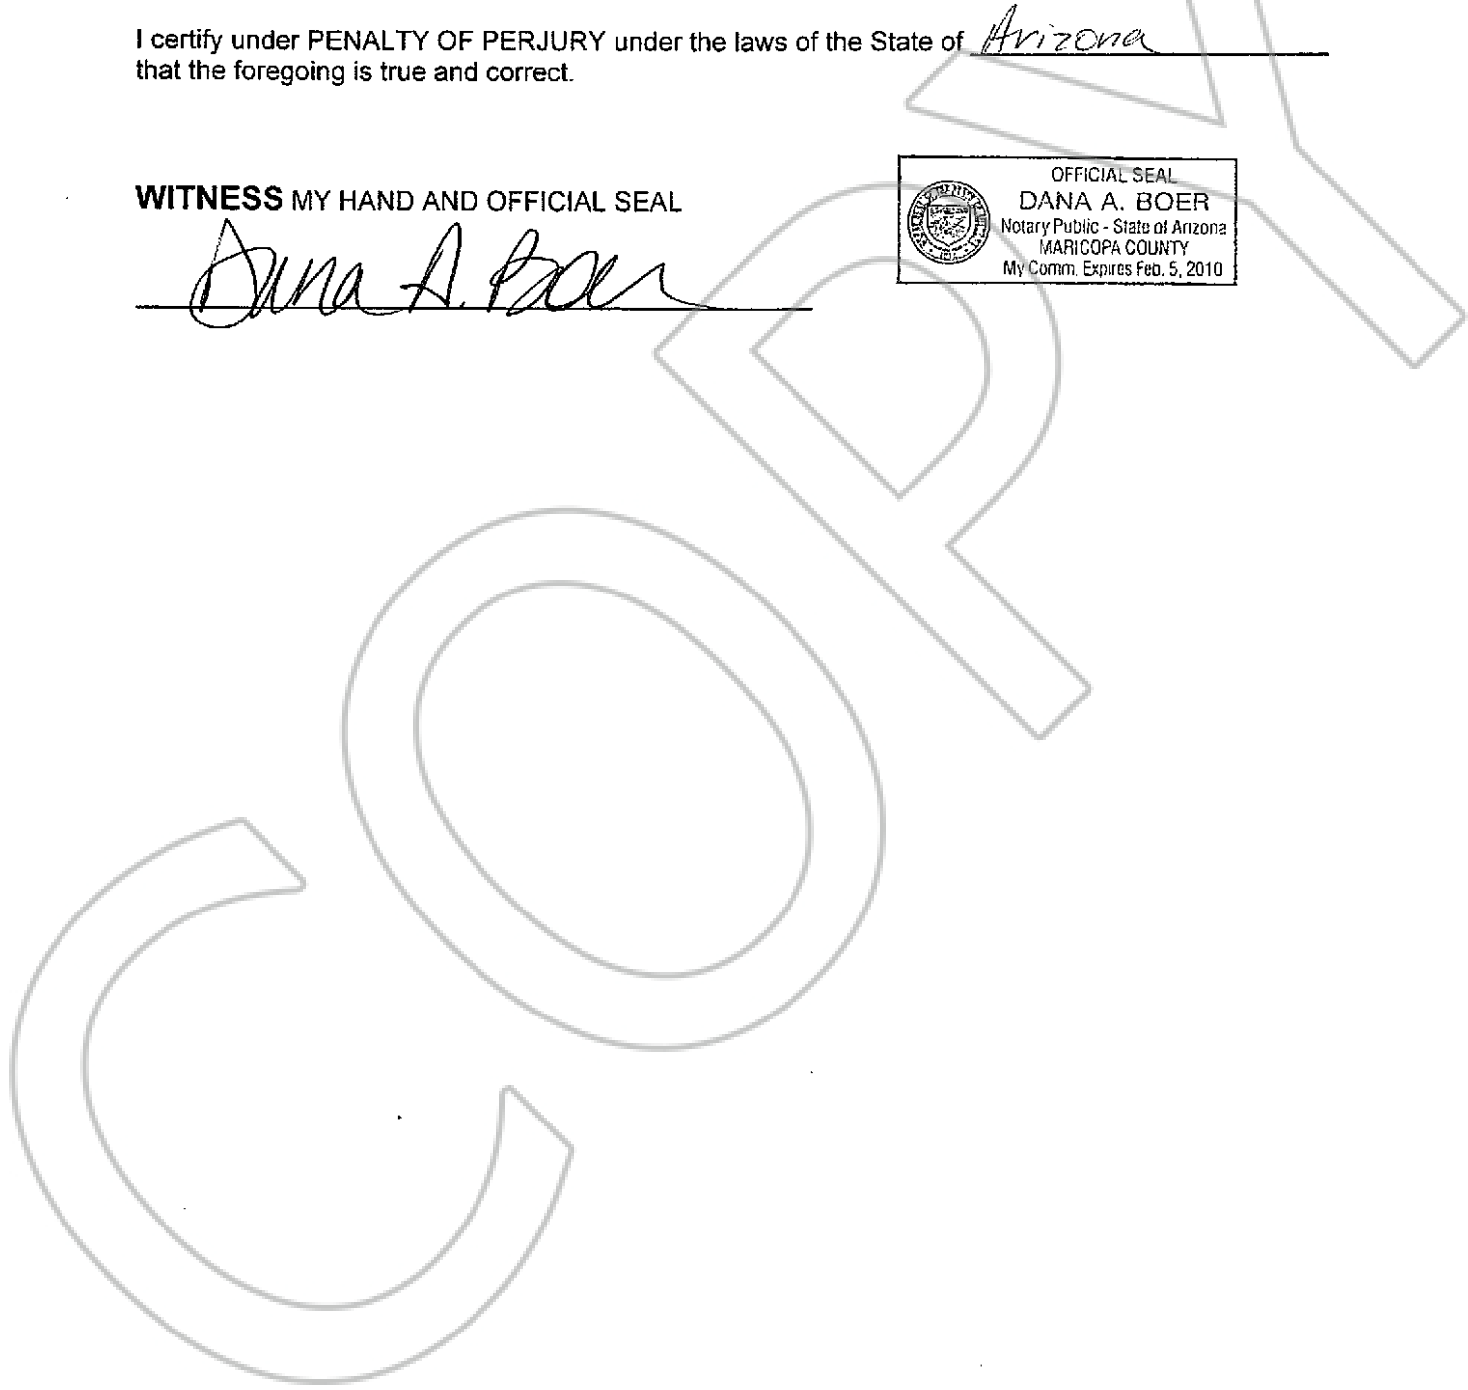 I certify under PENALTY OF PERJURY under the laws of the State of Arizona
that the foregoing is true and correct.
WITNESS MY HAND AND OFFICIAL SEAL
Dana A. Boer
OFFICIAL SEAL
DANA A. BOER
Notary Public - State of Arizona
MARICOPA COUNTY
My Comm. Expires Feb. 5, 2010
COPY